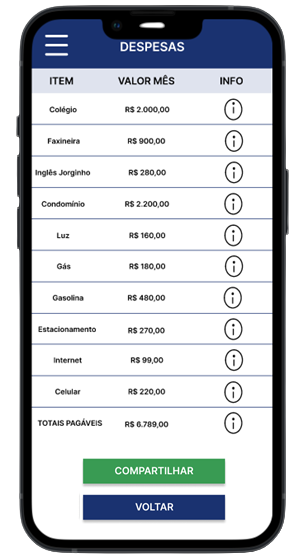 DESPESAS
ITEM VALOR MÊS INFO
Colégio R$ 2.000,00
Faxineira R$ 900,00
Inglês Jorginho R$ 280,00
Condomínio R$ 2.200,00
Luz R$ 160,00
Gás R$ 180,00
Gasolina R$ 480,00
Estacionamento R$ 270,00
Internet R$ 99,00
Celular R$ 220,00
TOTAIS PAGÁVEIS R$ 6.789,00
COMPARTILHAR
VOLTAR